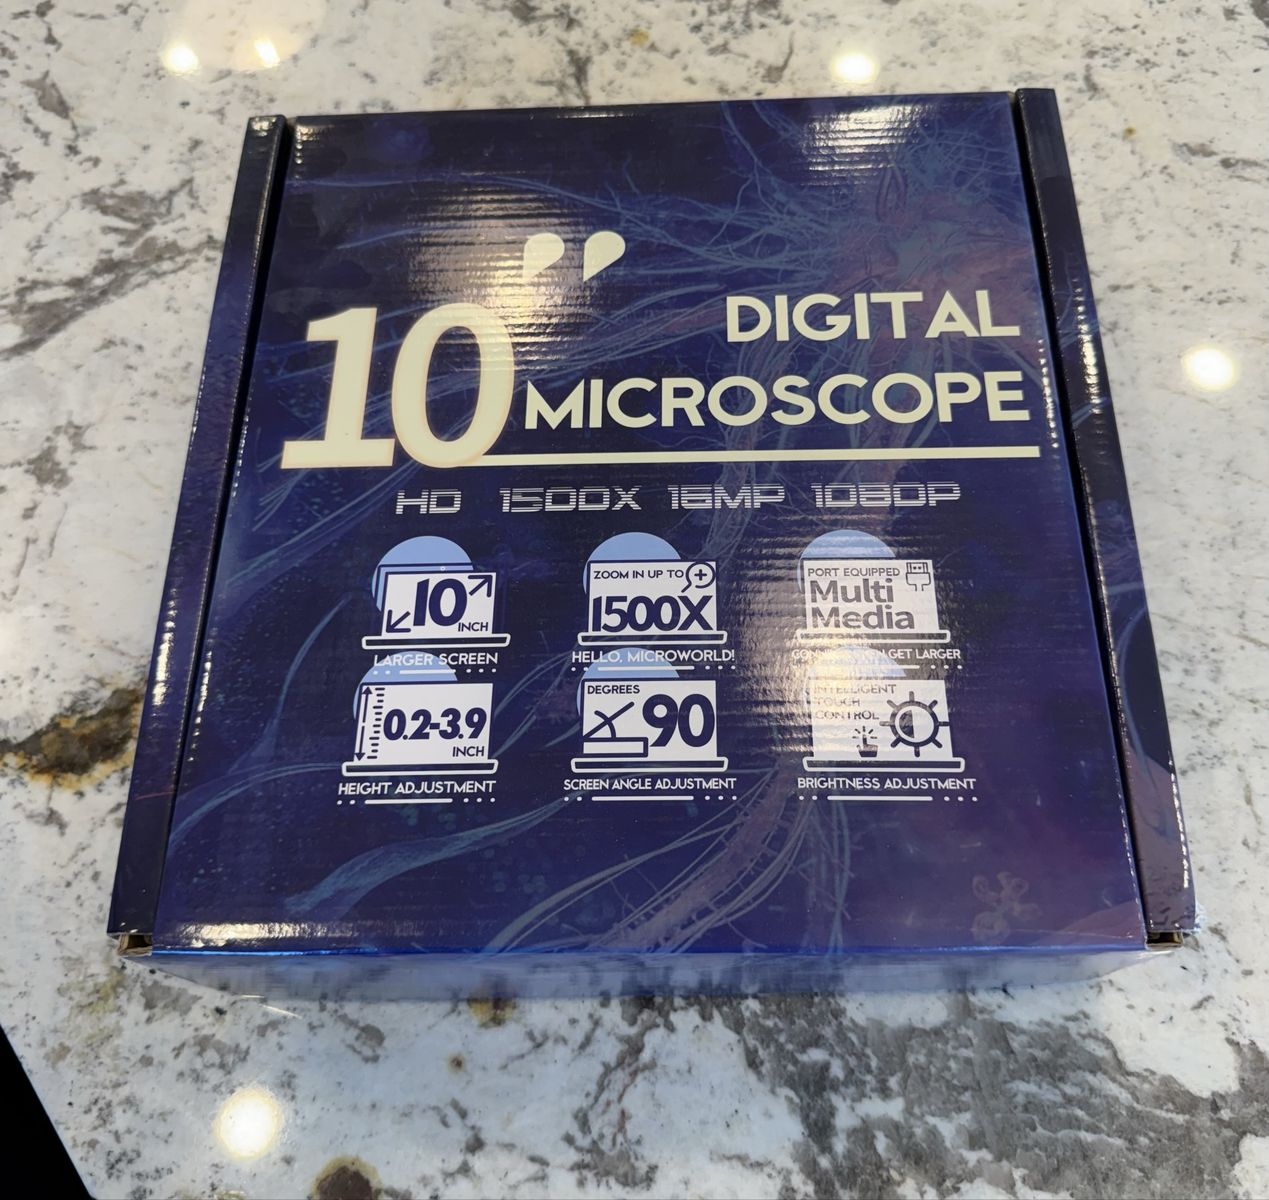 10”
DIGITAL
MICROSCOPE
HD 1500X 16MP 1080P
10
INCH
LARGER SCREEN
ZOOM IN UP TO
1500X
HELLO, MICROWORLD!
PORT EQUIPPED
Multi
Media
GET LARGER
0.2-3.9
INCH
HEIGHT ADJUSTMENT
DEGREES
90
SCREEN ANGLE ADJUSTMENT
INTELLIGENT
TOUCH
CONTROL
BRIGHTNESS ADJUSTMENT